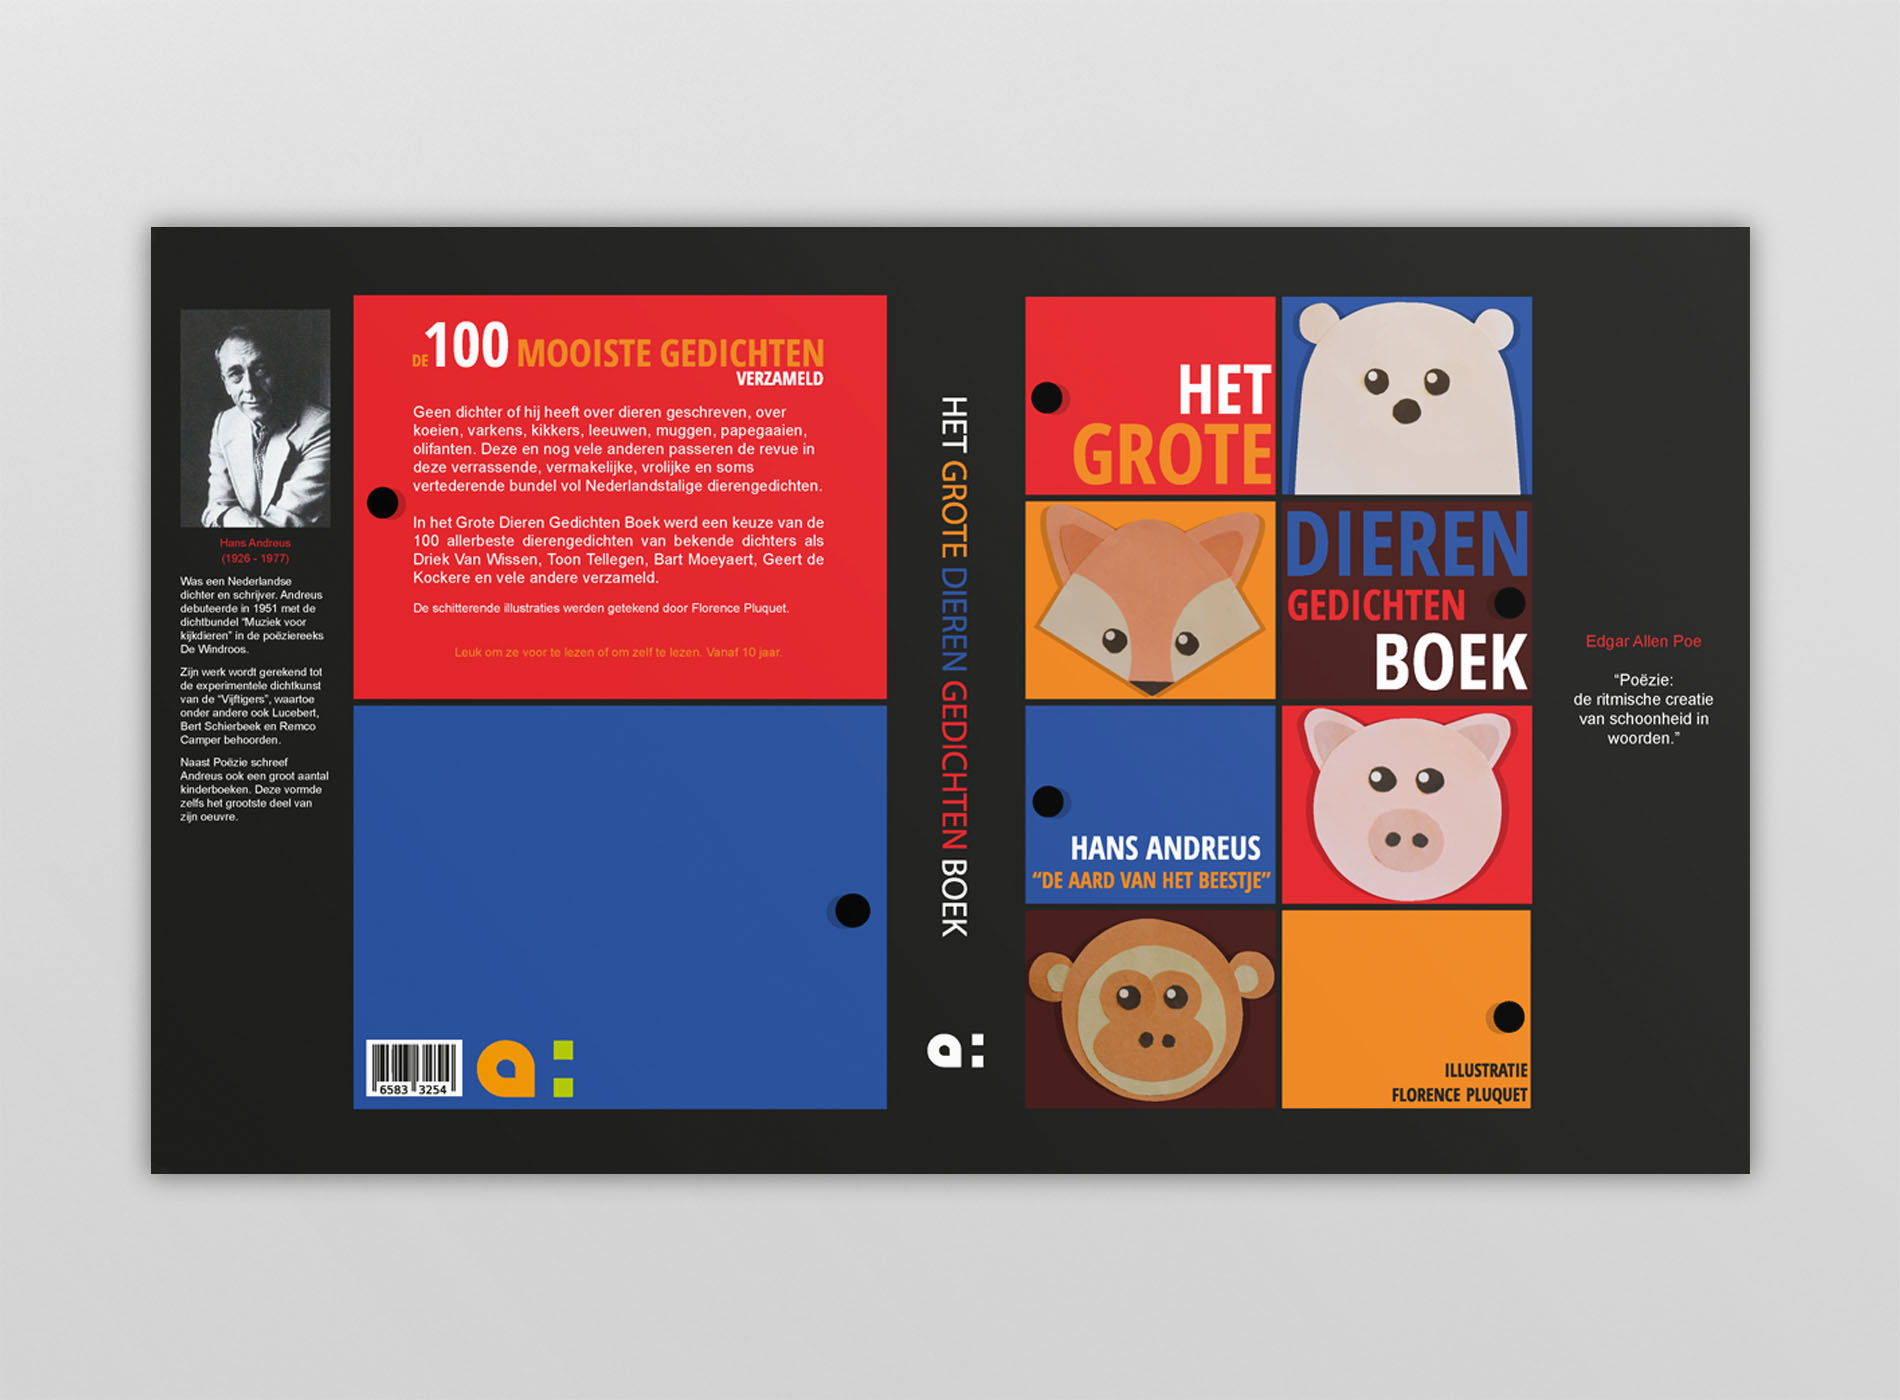 Hans Andreus
(1926 - 1977)
Was een Nederlandse
dichter en schrijver. Andreus
debuteerde in 1951 met de
dichtbundel “Muziek voor
kijkdieren” in de poëziereeks
De Windroos.
Zijn werk wordt gerekend tot
de experimentele dichtkunst
van de “Vijftigers”, waartoe
onder andere ook Lucebert,
Bert Schierbeek en Remco
Camper behoorden.
Naast Poëzie schreef
Andreus ook een groot aantal
kinderboeken. Deze vormde
zelfs het grootste deel van
zijn oeuvre.
DE 100 MOOISTE GEDICHTEN
VERZAMELD
Geen dichter of hij heeft over dieren geschreven, over
koeien, varkens, kikkers, leeuwen, muggen, papegaaien,
olifanten. Deze en nog vele anderen passeren de revue in
deze verrassende, vermakelijke, vrolijke en soms
vertederende bundel vol Nederlandstalige dierengedichten.
In het Grote Dieren Gedichten Boek werd een keuze van de
100 allerbeste dierengedichten van bekende dichters als
Driek Van Wissen, Toon Tellegen, Bart Moeyaert, Geert de
Kockere en vele andere verzameld.
De schitterende illustraties werden getekend door Florence Pluquet.
Leuk om ze voor te lezen of om zelf te lezen. Vanaf 10 jaar.
6583 3254
a:
HET GROTE DIEREN GEDICHTEN BOEK
a:
HET
GROTE
DIEREN
GEDICHTEN
BOEK
HANS ANDREUS
“DE AARD VAN HET BEESTJE”
ILLUSTRATIE
FLORENCE PLUQUET
Edgar Allen Poe
“Poëzie:
de ritmische creatie
van schoonheid in
woorden.”